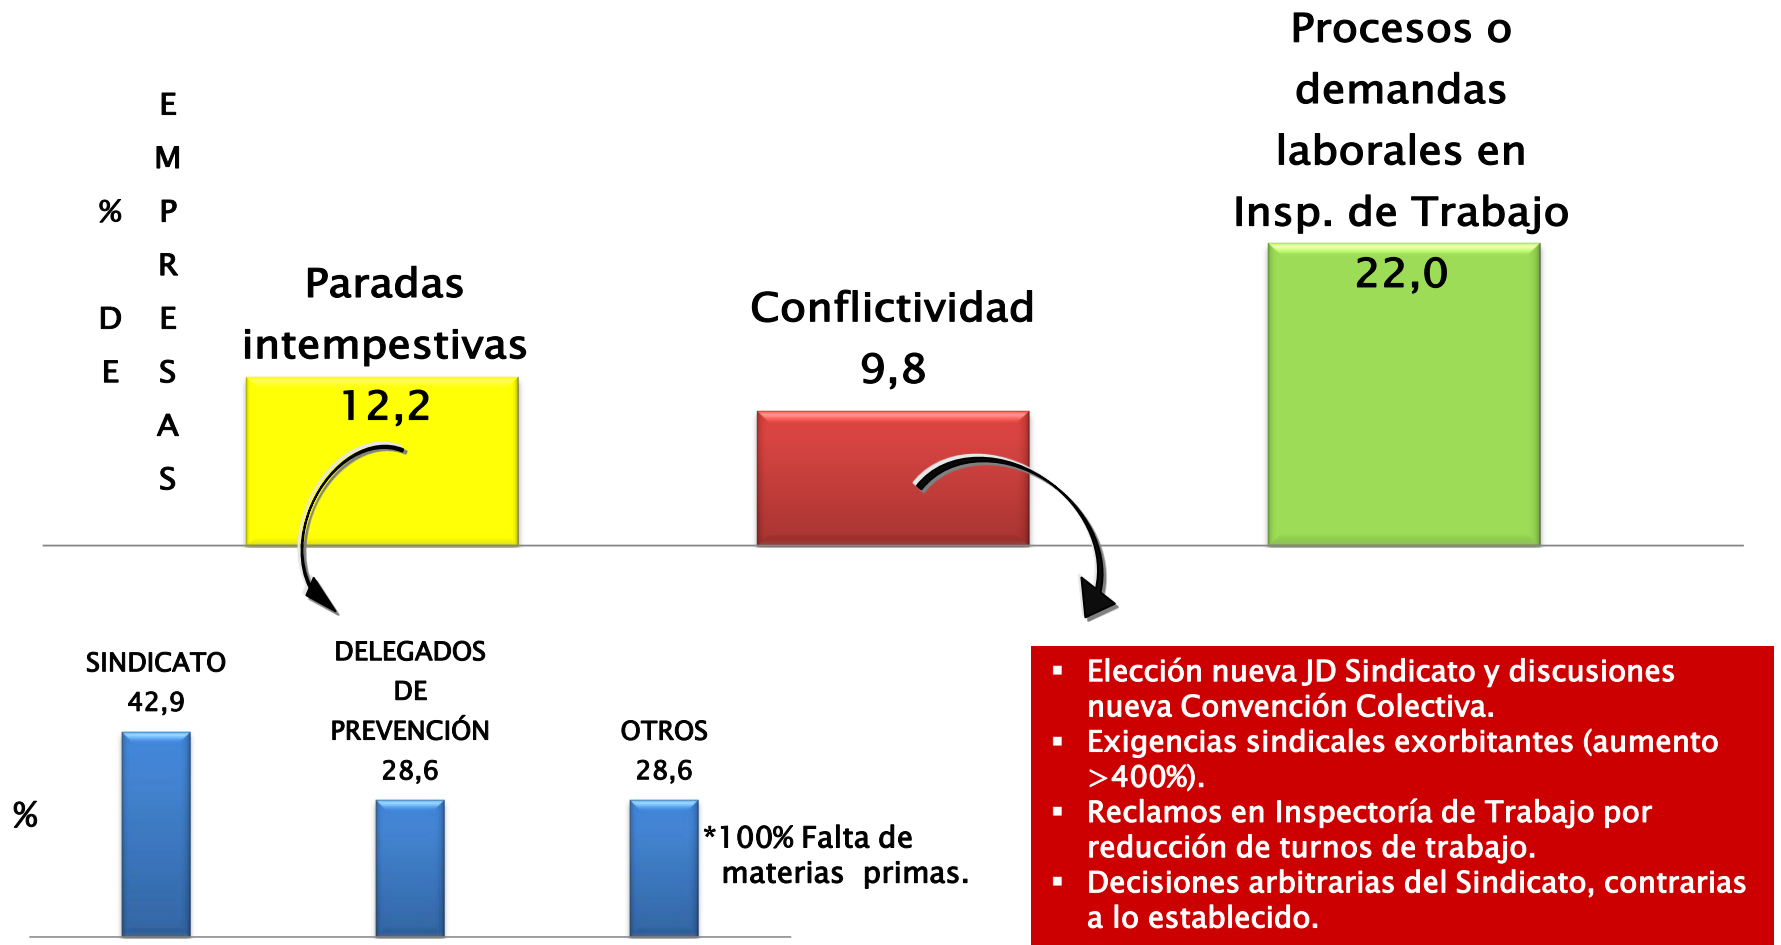 % DE
EMPRESAS
Paradas
intempestivas
12,2
Conflictividad
9,8
Procesos o
demandas
laborales en
Insp. de Trabajo
22,0
SINDICATO
42,9
DELEGADOS
DE
PREVENCIÓN
28,6
OTROS
28,6
%
*100% Falta de
materias primas.
▪ Elección nueva JD Sindicato y discusiones
nueva Convención Colectiva.
▪ Exigencias sindicales exorbitantes (aumento
>400%).
▪ Reclamos en Inspectoría de Trabajo por
reducción de turnos de trabajo.
▪ Decisiones arbitrarias del Sindicato, contrarias
a lo establecido.